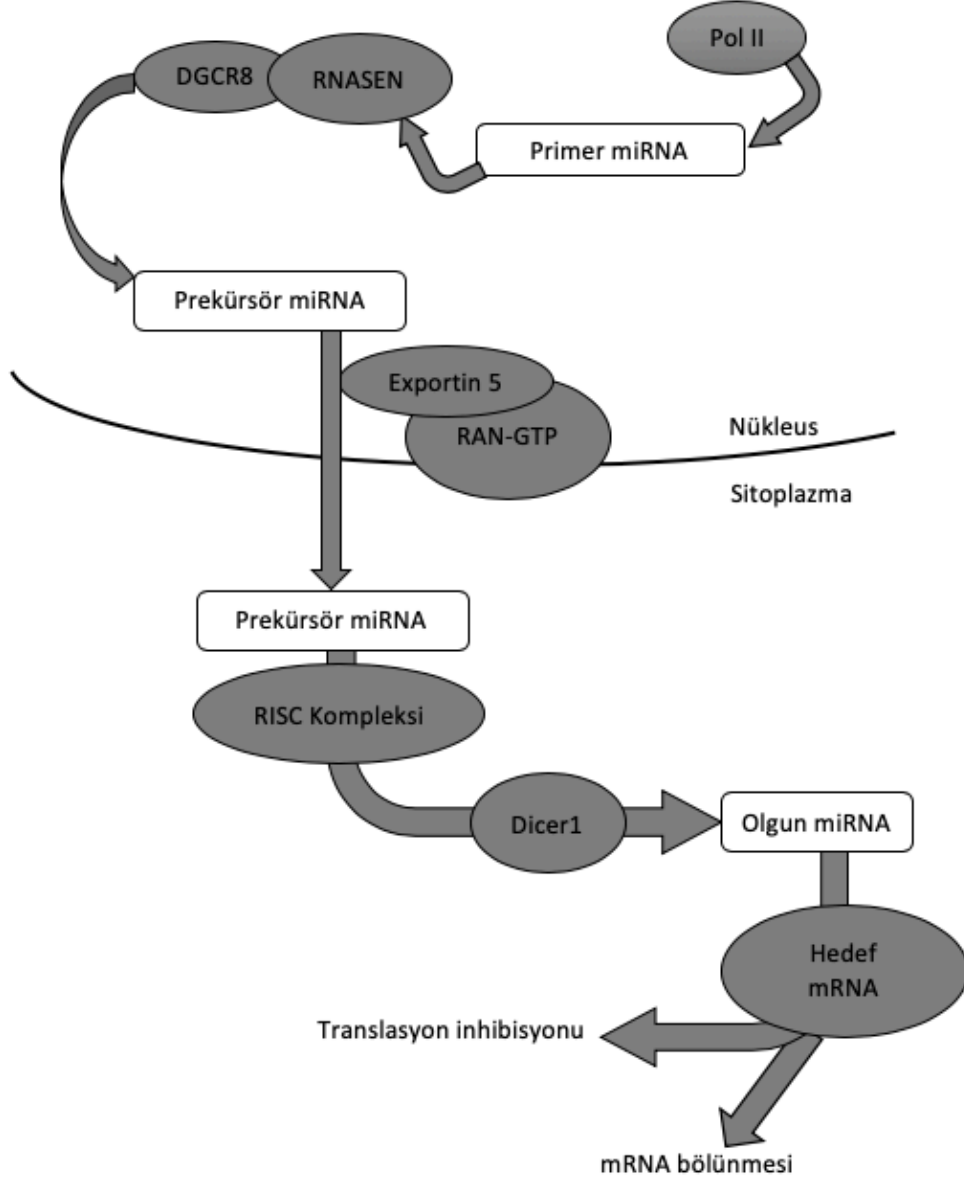 Pol II
DGCR8
RNASEN
Primer miRNA
Prekürsör miRNA
Exportin 5
RAN-GTP
Nükleus
Sitoplazma
Prekürsör miRNA
RISC Kompleksi
Dicer1
Olgun miRNA
Hedef
mRNA
Translasyon inhibisyonu
mRNA bölünmesi